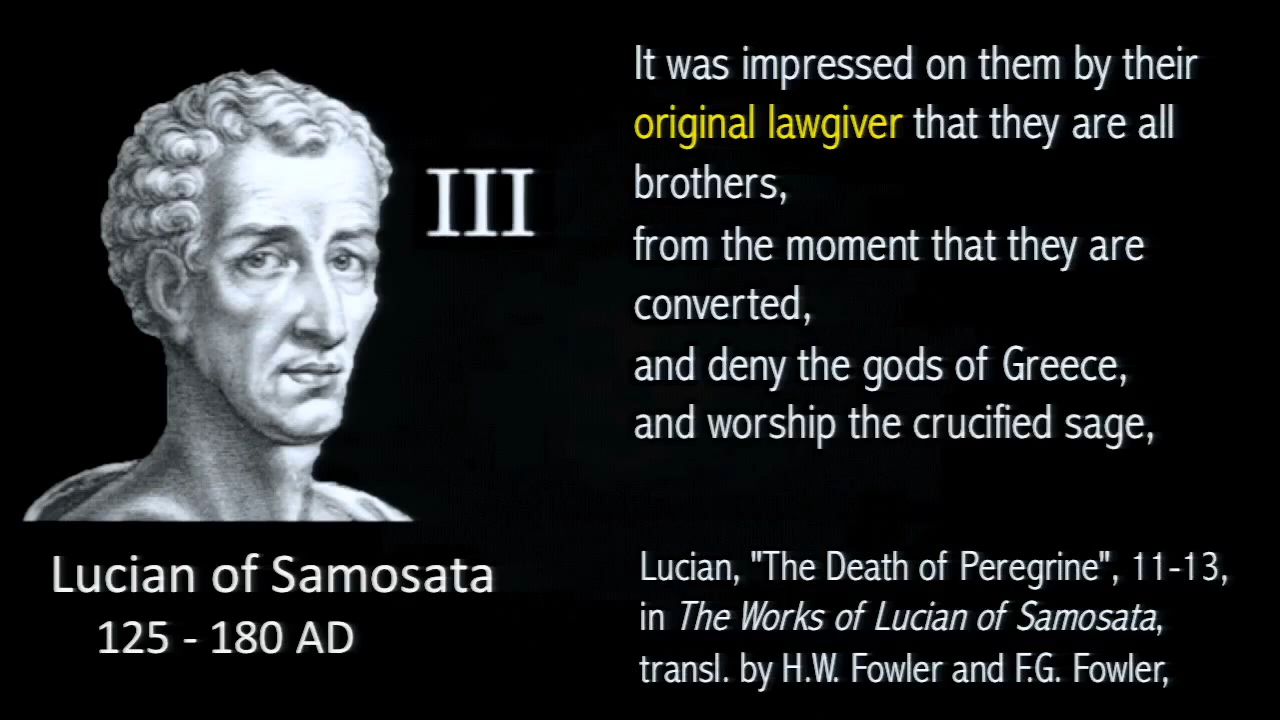 III
Lucian of Samosata
125 - 180 AD
It was impressed on them by their
original lawgiver that they are all
brothers,
from the moment that they are
converted,
and deny the gods of Greece,
and worship the crucified sage,
Lucian, "The Death of Peregrine", 11-13,
in The Works of Lucian of Samosata,
transl. by H.W. Fowler and F.G. Fowler,